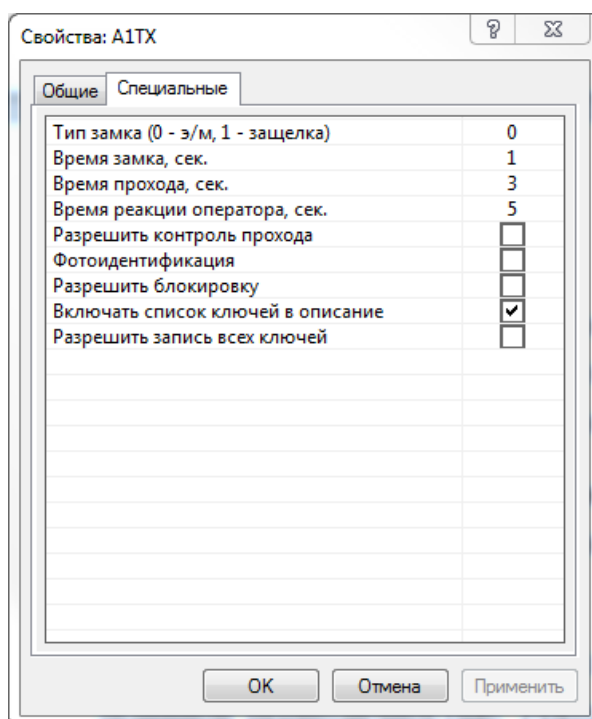 Свойства: A1TX
Общие
Специальные
Тип замка (0 - э/м, 1 - защелка) 0
Время замка, сек. 1
Время прохода, сек. 3
Время реакции оператора, сек. 5
Разрешить контроль прохода
Фотоидентификация
Разрешить блокировку
Включать список ключей в описание
Разрешить запись всех ключей
OK
Отмена
Применить